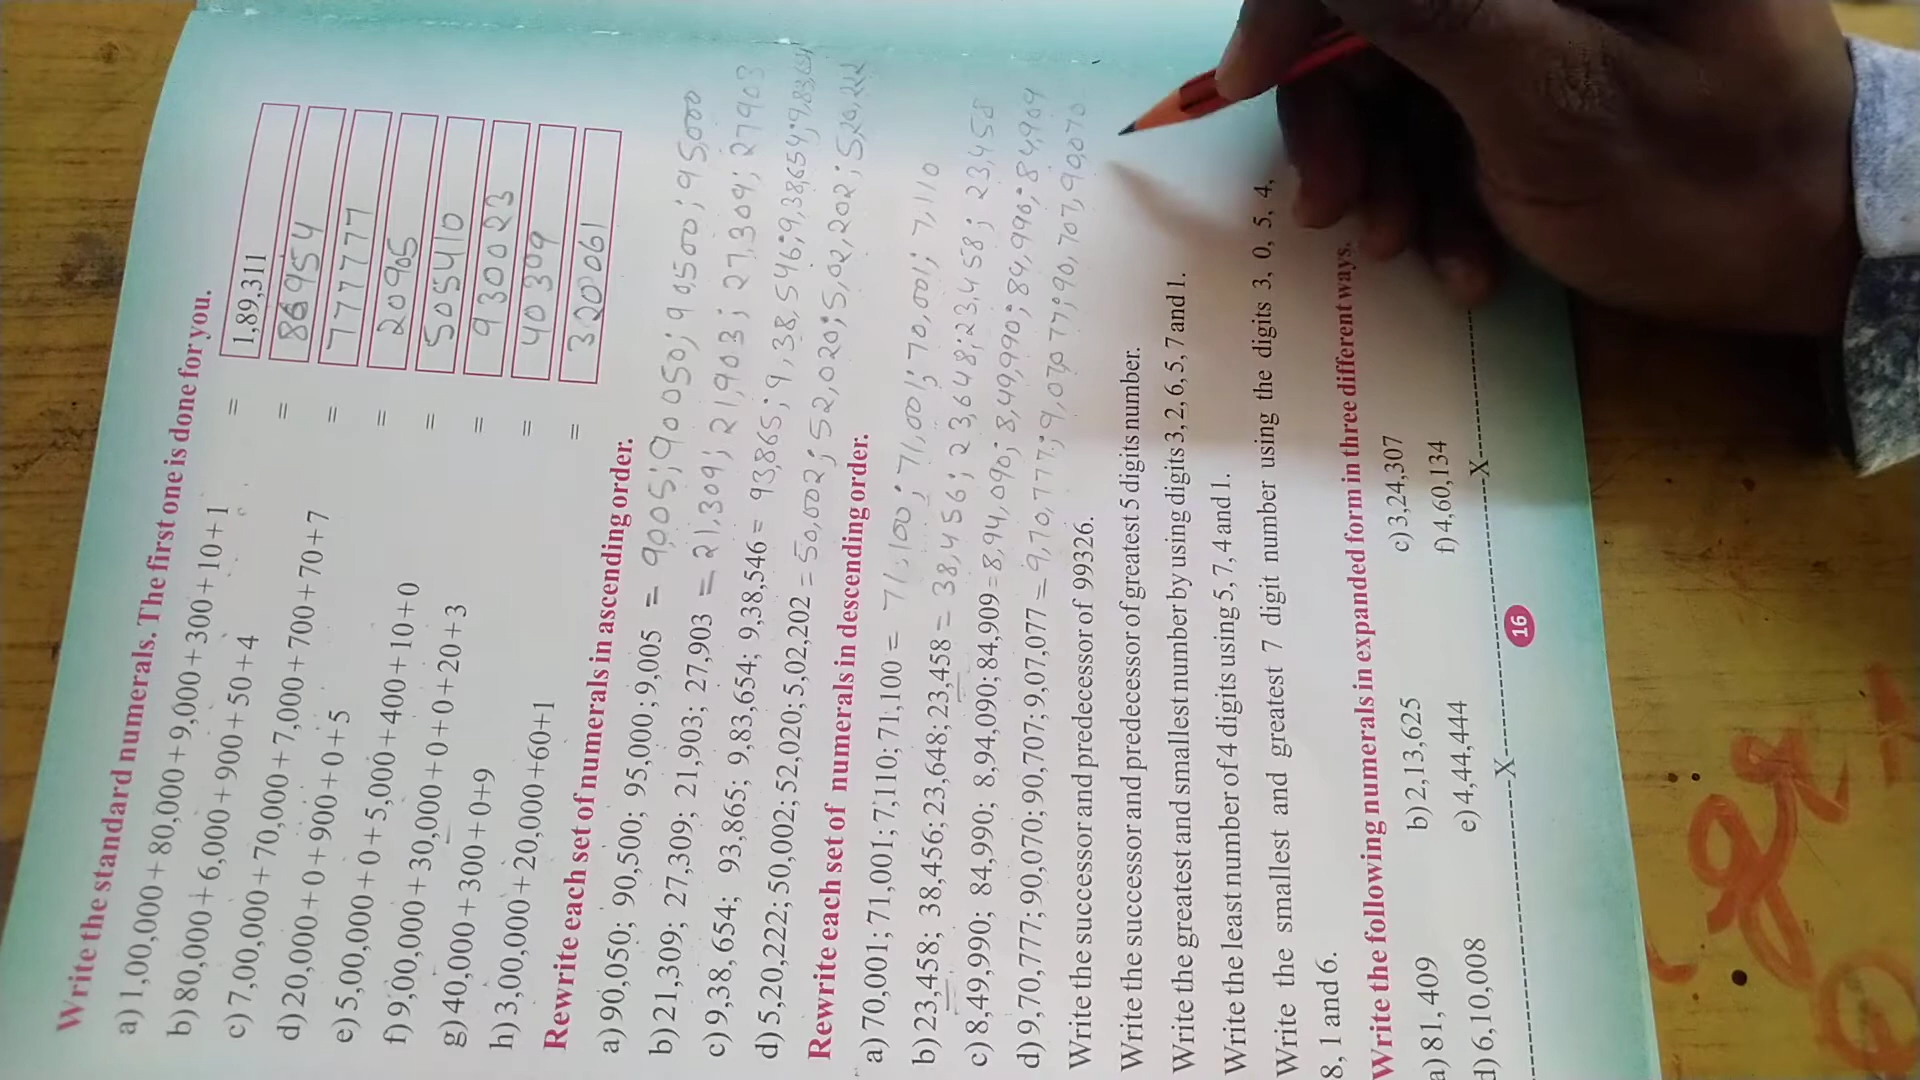 Write the standard numerals. The first one is done for you.
a) 1,00,000+80,000+9,000+300+10+1 = 1,89,311
b) 80,000+6,000+900+50+4 = 86954
c) 7,00,000+70,000+7,000+700+70+7 = 777777
d) 20,000+0+900+0+5 = 20905
e) 5,00,000+0+5,000+400+10+0 = 505410
f) 9,00,000+30,000+0+0+20+3 = 930023
g) 40,000+300+0+9 = 40309
h) 3,00,000+20,000+60+1 = 320061
Rewrite each set of numerals in ascending order.
a) 90,050; 90,500; 95,000; 9,005 = 9,005; 90050; 90,500; 95,000
b) 21,309; 27,309; 21,903; 27,903 = 21,309; 21,903; 27,309; 27903
c) 9,38,654; 93,865; 9,83,654; 9,38,546 = 93,865; 9,38,546; 9,38,654;
d) 5,20,222; 50,002; 52,020; 5,02,202 = 50,002; 52,020; 5,02,202; 5,20,222
Rewrite each set of numerals in descending order.
a) 70,001; 71,001; 7,110; 71,100 = 71,100; 71,001; 70,001; 7,110
b) 23,458; 38,456; 23,648; 23,458 = 38,456; 23,648; 23,458; 23,458
c) 8,49,990; 84,990; 8,94,090; 84,909 = 8,94,090; 8,49,990; 84,990; 84,909
d) 9,70,777; 90,070; 90,707; 9,07,077 = 9,70,777; 9,07,077; 90,707, 90,070
Write the successor and predecessor of 99326.
Write the successor and predecessor of greatest 5 digits number.
Write the greatest and smallest number by using digits 3, 2, 6, 5, 7 and 1.
Write the least number of 4 digits using 5, 7, 4 and 1.
Write the smallest and greatest 7 digit number using the digits 3, 0, 5, 4,
8, 1 and 6.
Write the following numerals in expanded form in three different ways.
a) 81,409 b) 2,13,625 c) 3,24,307
d) 6,10,008 e) 4,44,444 f) 4,60,134
X X
16